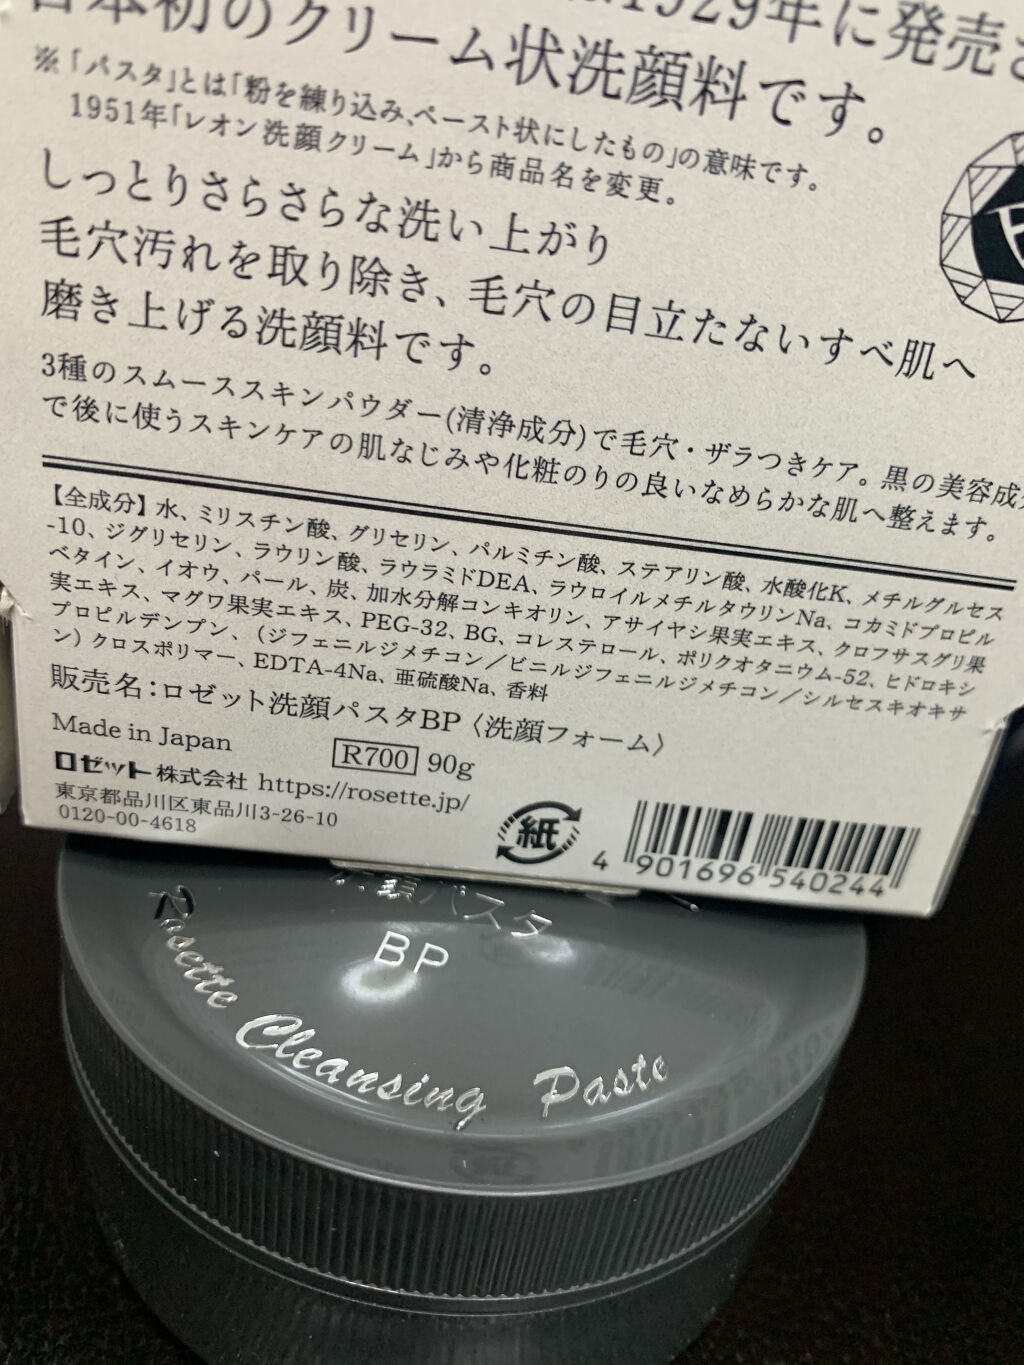 日本初のクリーム状洗顔料です。
1929年に発売
※「パスタ」とは「粉を練り込み、ペースト状にしたもの」の意味です。
1951年「レオン洗顔クリーム」から商品名を変更。
しっとりさらさらな洗い上がり
毛穴汚れを取り除き、毛穴の目立たないすべ肌へ
磨き上げる洗顔料です。
3種のスムーススキンパウダー(清浄成分)で毛穴・ザラつきケア。黒の美容成分
で後に使うスキンケアの肌なじみや化粧のりの良いなめらかな肌へ整えます。
【全成分】水、ミリスチン酸、グリセリン、パルミチン酸、ステアリン酸、水酸化K、メチルグルセス
-10、ジグリセリン、ラウリン酸、ラウラミドDEA、ラウロイルメチルタウリンNa、コカミドプロピル
ベタイン、イオウ、パール、炭、加水分解コンキオリン、アサイヤシ果実エキス、クロフサスグリ果
実エキス、マグワ果実エキス、PEG-32、BG、コレステロール、ポリクオタニウム-52、ヒドロキシ
プロピルデンプン、(ジフェニルジメチコン/ビニルジフェニルジメチコン/シルセスキオキサ
ン)クロスポリマー、EDTA-4Na、亜硫酸Na、香料
販売名：ロゼット洗顔パスタBP〈洗顔フォーム〉
Made in Japan
R700 90g
ロゼット株式会社 https://rosette.jp/
東京都品川区東品川3-26-10
0120-00-4618
紙
4 901696 540244
洗顔パスタ
BP
Rosette Cleansing Paste